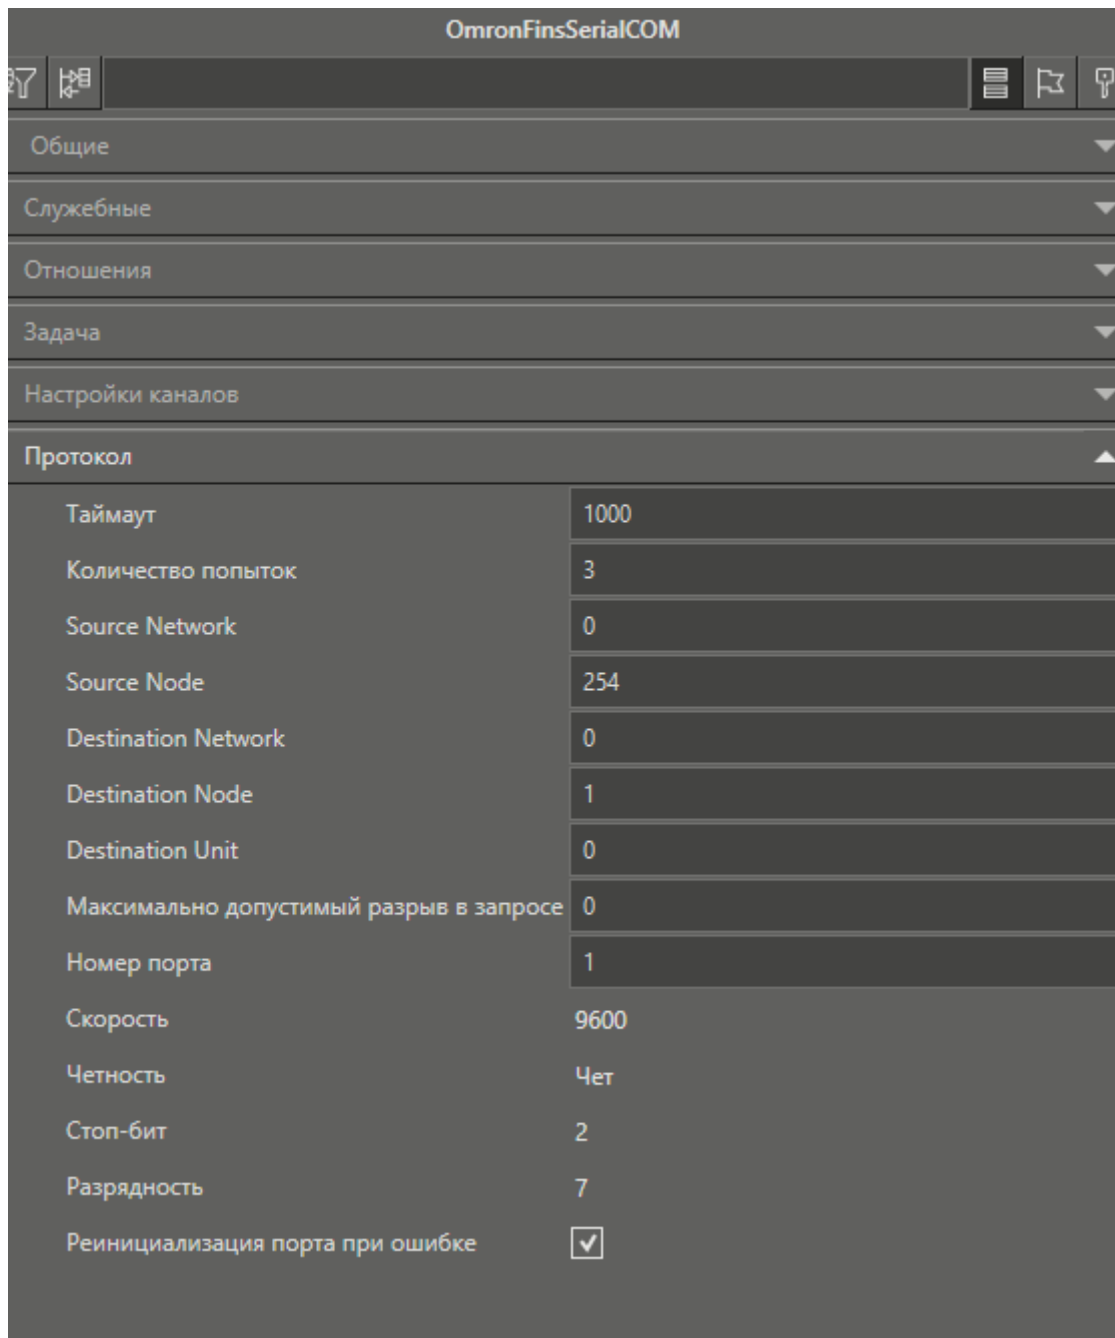 OmronFinsSerialCOM
Общие
Служебные
Отношения
Задача
Настройки каналов
Протокол
Таймаут 1000
Количество попыток 3
Source Network 0
Source Node 254
Destination Network 0
Destination Node 1
Destination Unit 0
Максимально допустимый разрыв в запросе 0
Номер порта 1
Скорость 9600
Четность Чет
Стоп-бит 2
Разрядность 7
Реинициализация порта при ошибке